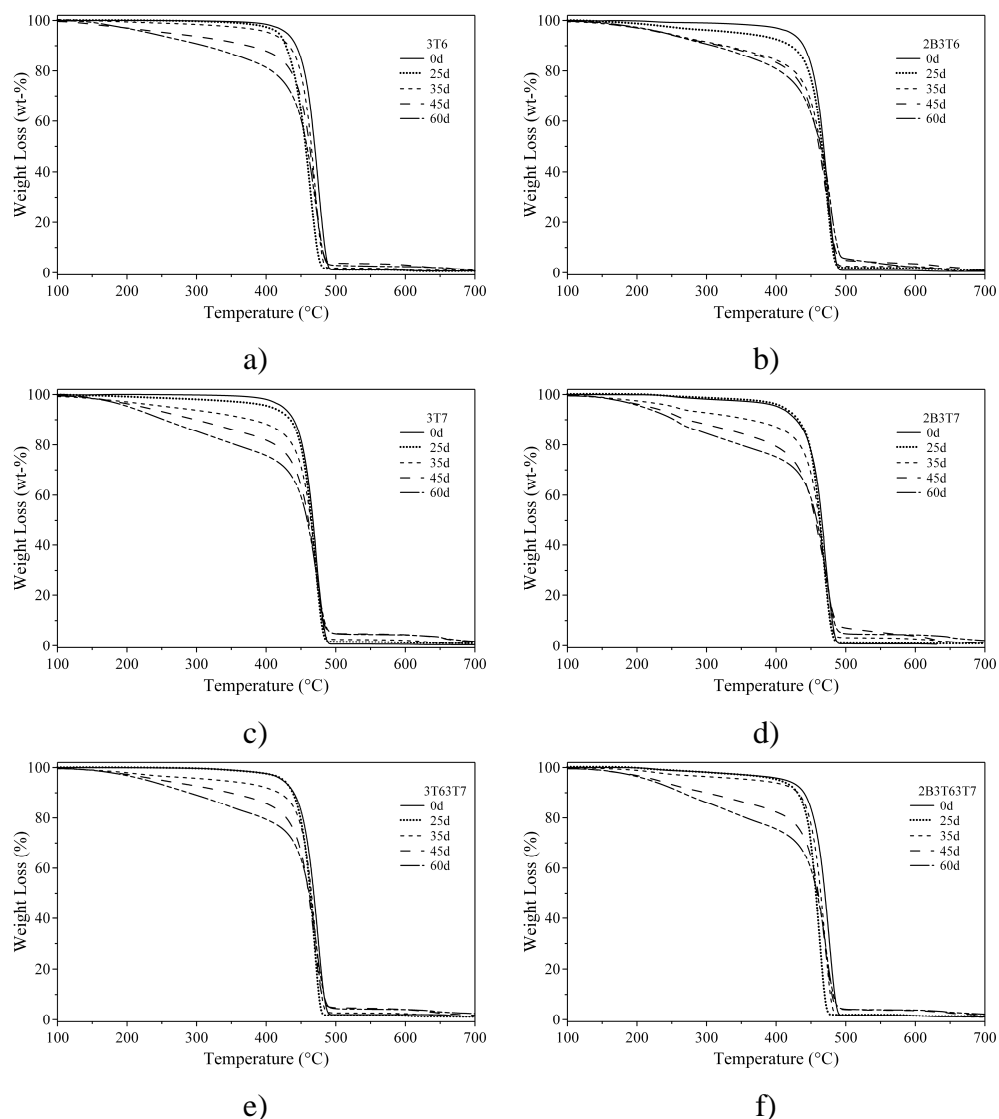 3T6
0d
25d
35d
45d
60d
Weight Loss (wt-%)
100
80
60
40
20
0
100 200 300 400 500 600 700
Temperature (°C)
a)
2B3T6
0d
25d
35d
45d
60d
Weight Loss (wt-%)
100
80
60
40
20
0
100 200 300 400 500 600 700
Temperature (°C)
b)
3T7
0d
25d
35d
45d
60d
Weight Loss (wt-%)
100
80
60
40
20
0
100 200 300 400 500 600 700
Temperature (°C)
c)
2B3T7
0d
25d
35d
45d
60d
Weight Loss (wt-%)
100
80
60
40
20
0
100 200 300 400 500 600 700
Temperature (°C)
d)
3T63T7
0d
25d
35d
45d
60d
Weight Loss (%)
100
80
60
40
20
0
100 200 300 400 500 600 700
Temperature (°C)
e)
2B3T63T7
0d
25d
35d
45d
60d
Weight Loss (%)
100
80
60
40
20
0
100 200 300 400 500 600 700
Temperature (°C)
f)